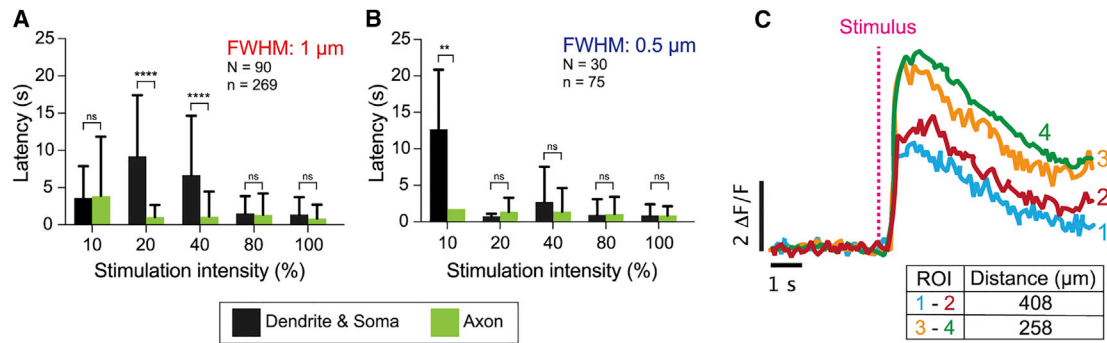 A
FWHM: 1 µm
N = 90
n = 269
Latency (s)
25
20
15
10
5
0
ns
****
****
ns
ns
10 20 40 80 100
Stimulation intensity (%)
B
FWHM: 0.5 µm
N = 30
n = 75
Latency (s)
25
20
15
10
5
0
**
ns
ns
ns
ns
10 20 40 80 100
Stimulation intensity (%)
Dendrite & Soma Axon
C
Stimulus
4
3
2
1
2 ΔF/F
1 s
ROI Distance (µm)
1 - 2 408
3 - 4 258